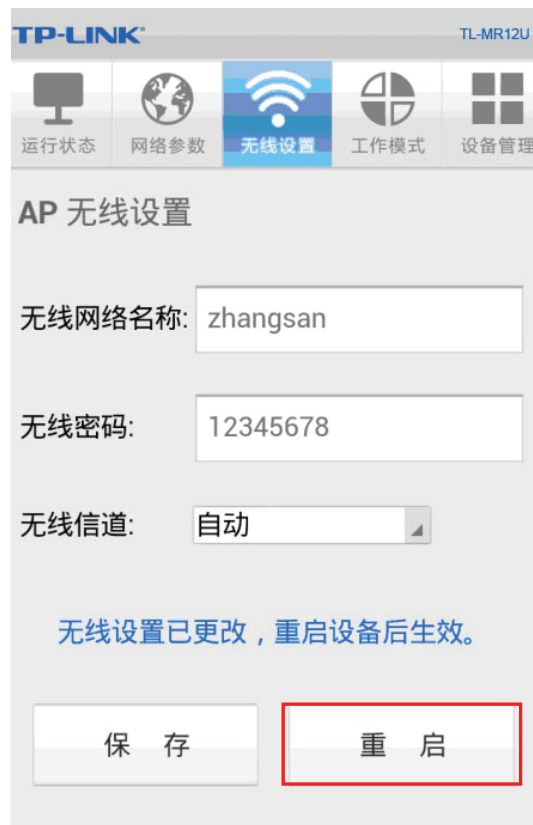 TP-LINK® TL-MR12U
运行状态 网络参数 无线设置 工作模式 设备管理
AP 无线设置
无线网络名称: zhangsan
无线密码: 12345678
无线信道: 自动
无线设置已更改，重启设备后生效。
保 存 重 启